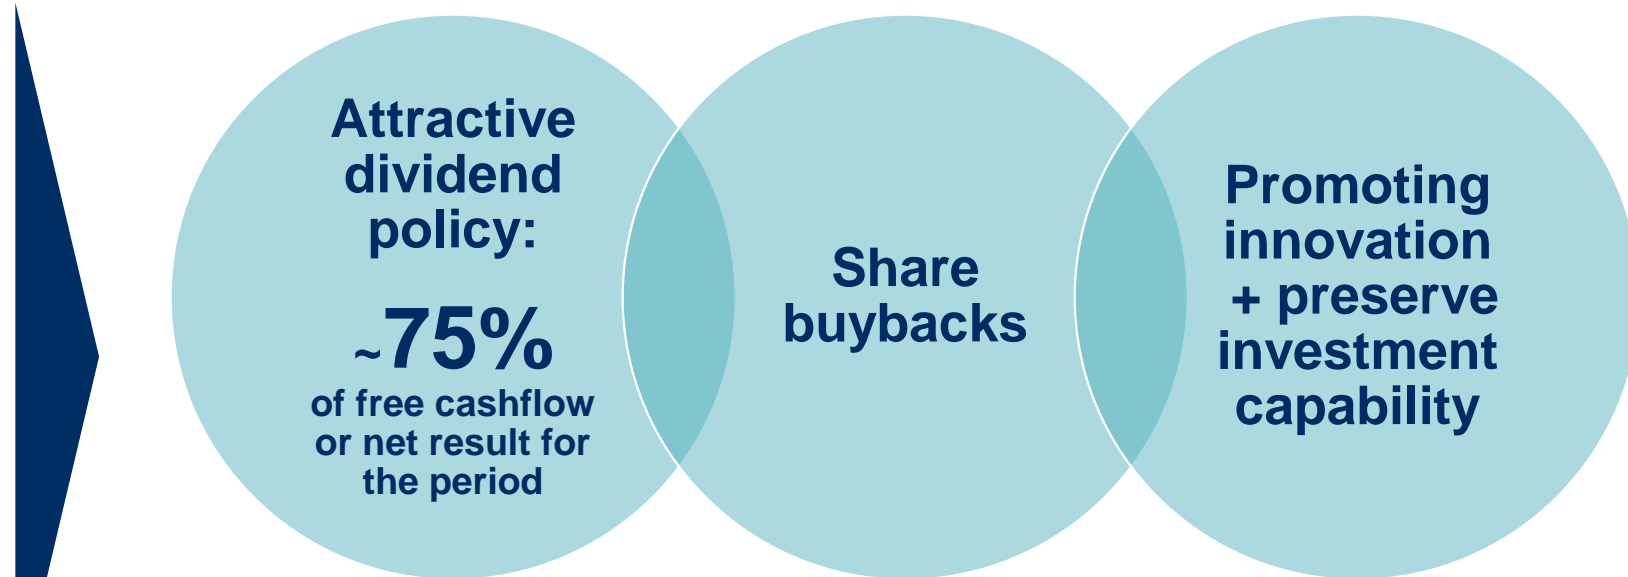 Attractive
dividend
policy:
~75%
of free cashflow
or net result for
the period
Share
buybacks
Promoting
innovation
+ preserve
investment
capability